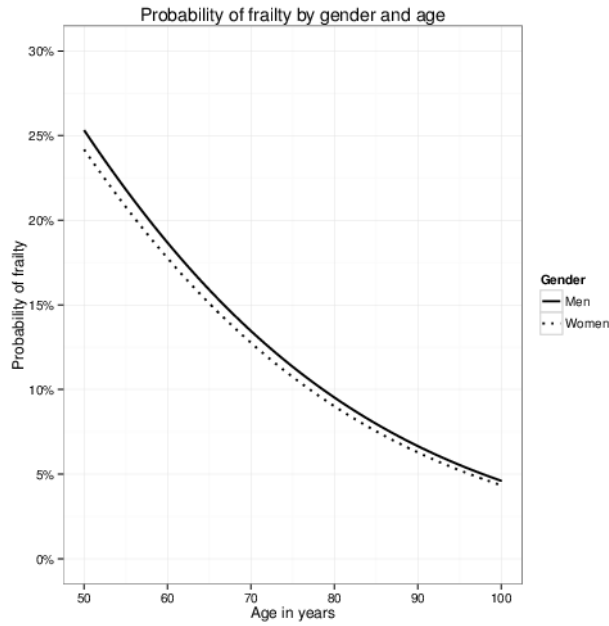 Probability of frailty by gender and age
30%
25%
20%
15%
10%
5%
0%
Probability of frailty
50 60 70 80 90 100
Age in years
Gender
Men
Women